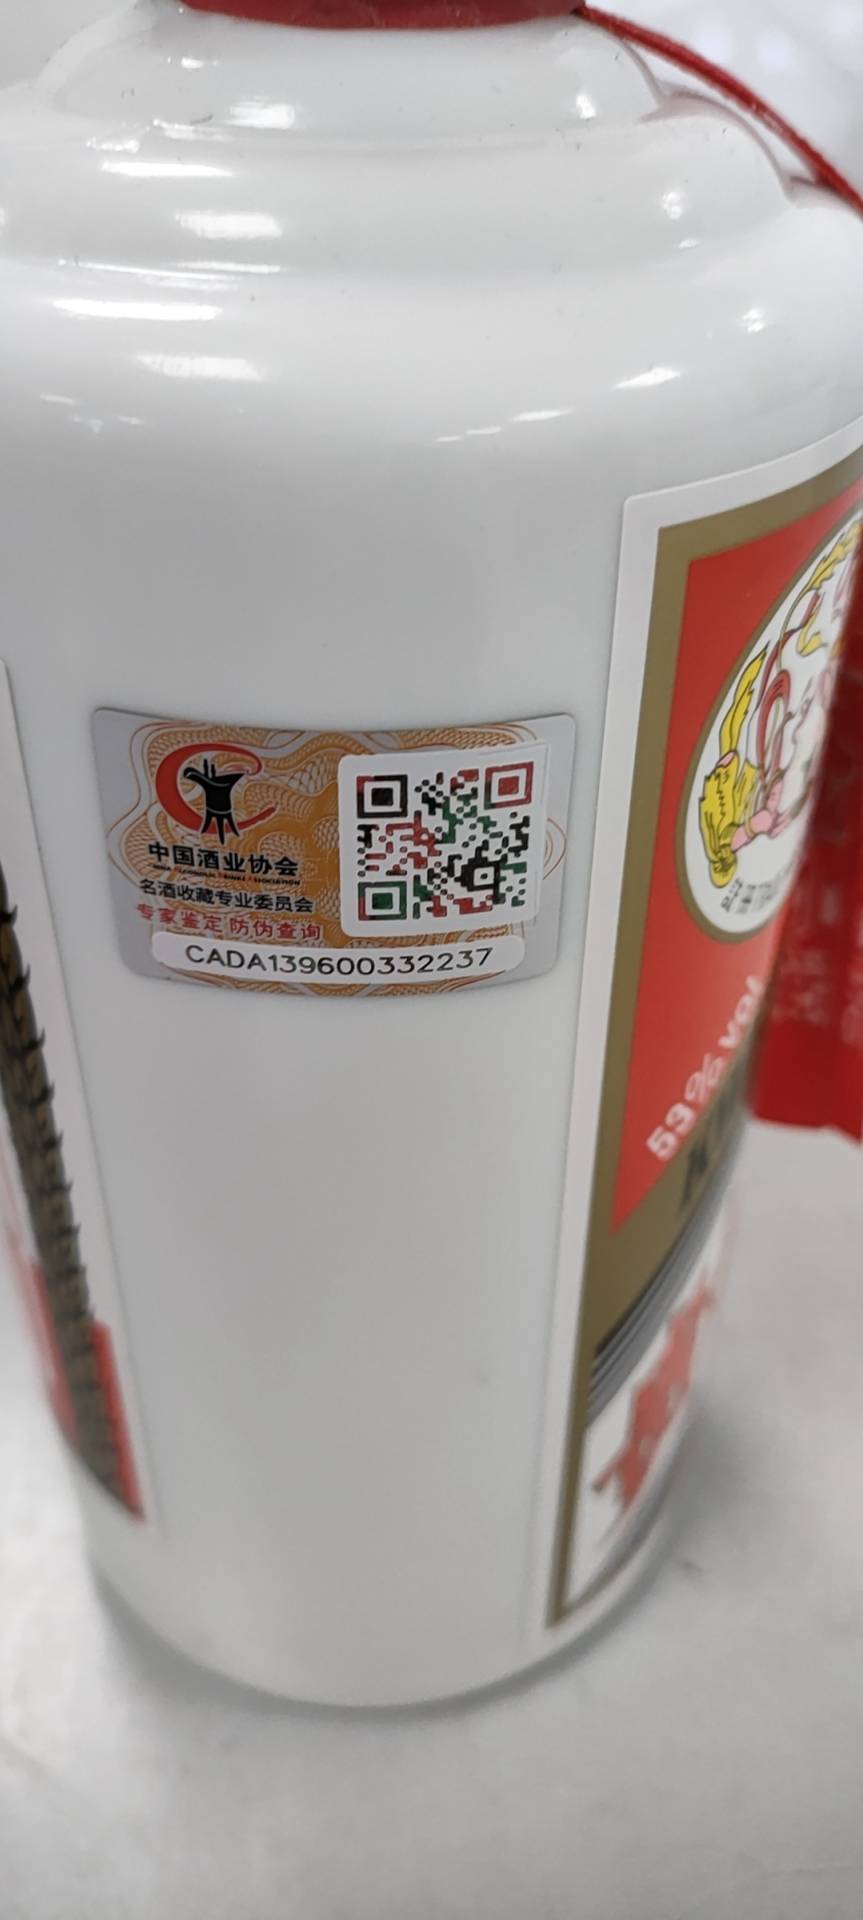 中国酒业协会
名酒收藏专业委员会
专家鉴定 防伪查询
CADA139600332237
53% vol